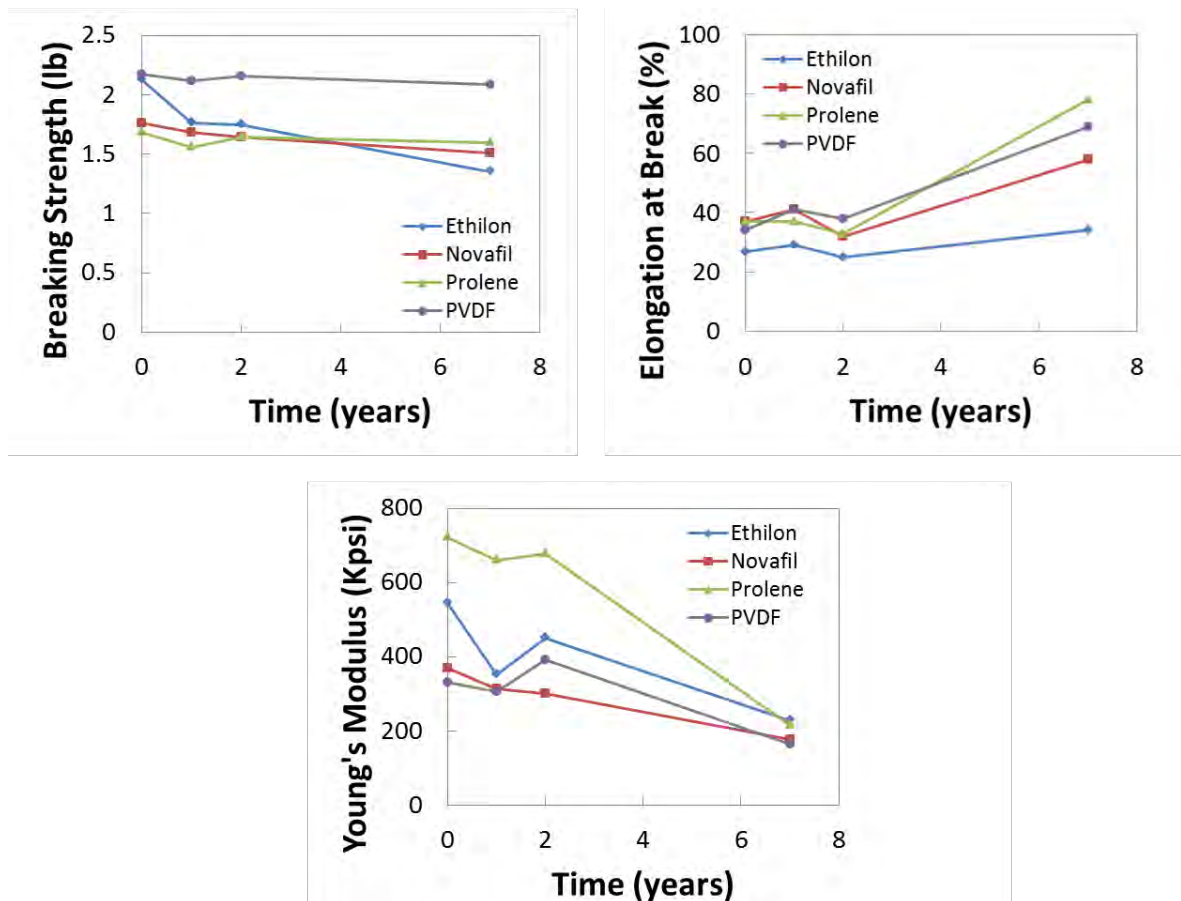 Breaking Strength (lb)
2.5
2
1.5
1
0.5
0
0 2 4 6 8
Time (years)
Ethilon
Novafil
Prolene
PVDF
Elongation at Break (%)
100
80
60
40
20
0
0 2 4 6 8
Time (years)
Ethilon
Novafil
Prolene
PVDF
Young's Modulus (Kpsi)
800
600
400
200
0
0 2 4 6 8
Time (years)
Ethilon
Novafil
Prolene
PVDF